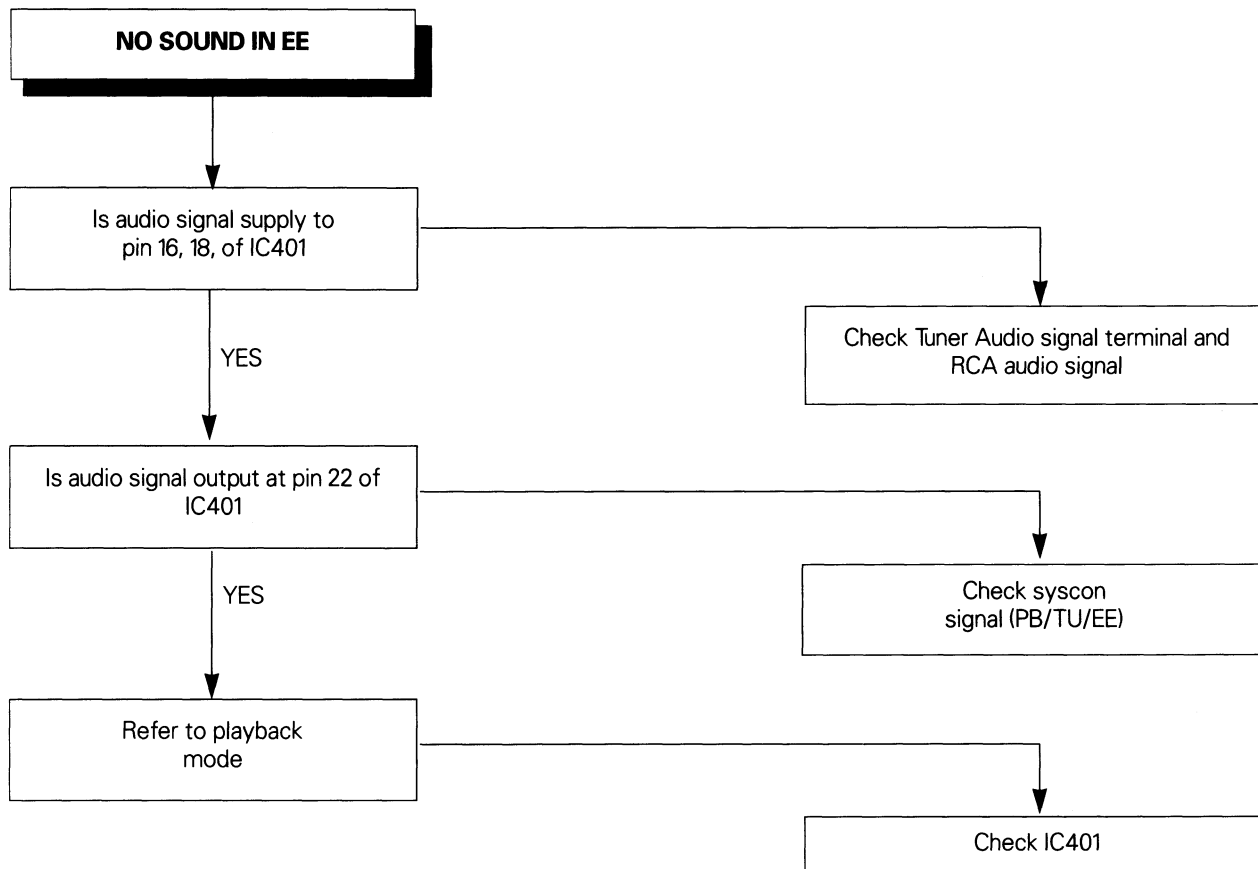 NO SOUND IN EE
Is audio signal supply to
pin 16, 18, of IC401
Check Tuner Audio signal terminal and
RCA audio signal
YES
Is audio signal output at pin 22 of
IC401
Check syscon
signal (PB/TU/EE)
YES
Refer to playback
mode
Check IC401